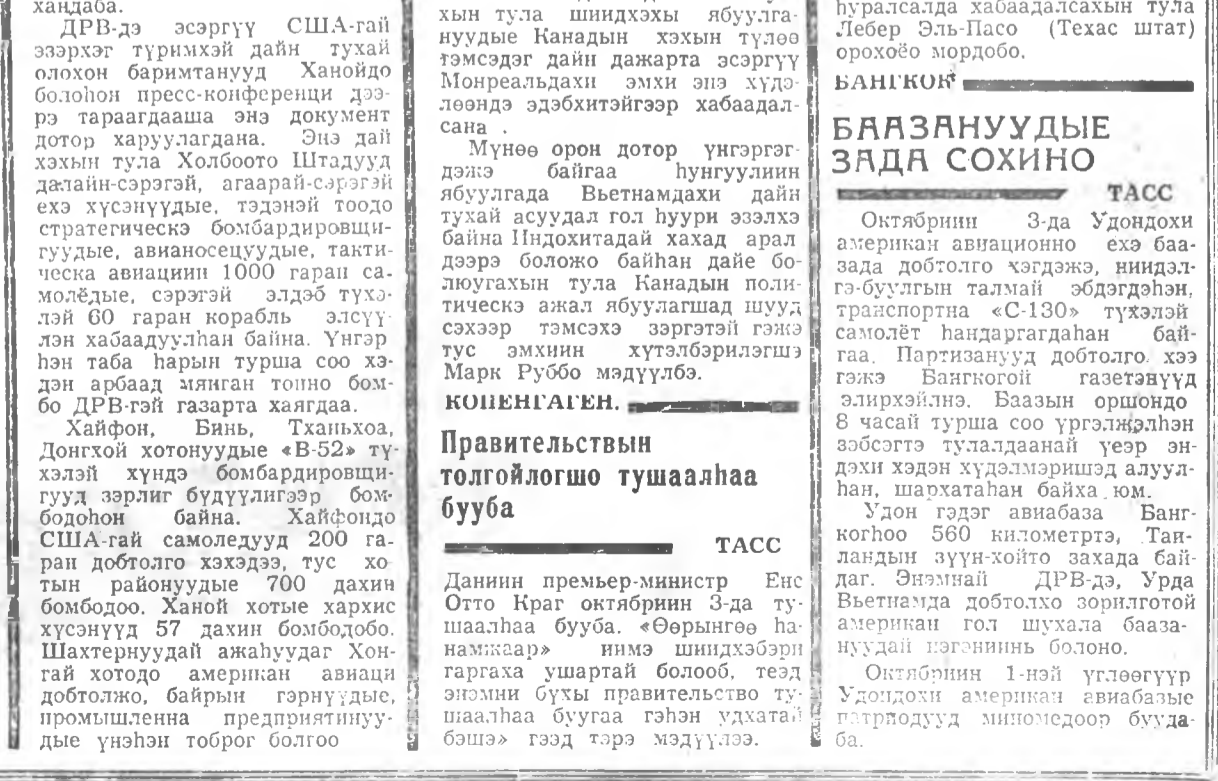 хандаба.
ДРВ-дэ эсэргүү США-гай
эзэрхэг түримхэй дайн тухай
олохон баримтанууд Ханойдо
болоһон пресс-конференци дээ-
рэ тараагдааша энэ документ
дотор харуулагдана. Энэ дай
хэхын тула Холбоото Штадууд
далайн-сэрэгэй, агаарай-сэрэгэй
ехэ хүсэнүүдые, тэдэнэй тоодо
стратегическэ бомбардировщи-
гуудые, авианосецуудые, такти-
ческа авиациин 1000 гаран са-
молёдые, сэрэгэй элдэб түхэ-
лэй 60 гаран корабль элсүү-
лэн хабаадуулһан байна. Үнгэр
һэн таба һарын турша соо хэ-
дэн арбаад мянган тонно бом-
бо ДРВ-гэй газарта хаягдаа.
Хайфон, Бинь, Тханьхоа,
Донгхой хотонуудые «В-52» тү-
хэлэй хүндэ бомбардировщи-
гууд зэрлиг бүдүүлигээр бом-
бодоһон байна. Хайфондо
США-гай самоледууд 200 га-
ран добтолго хэхэдээ, тус хо
тын районуудые 700 дахин
бомбодоо. Ханой хотые хархис
хүсэнүүд 57 дахин бомбодобо.
Шахтернуудай ажаһуудаг Хон-
гай хотодо американ авиаци
добтолжо, байрын гэрнүүдые,
промышленна предприятинуу-
дые үнэһэн тоброг болгоо
хын тула шиидхэхы ябуулга-
нуудые Канадын хэхын түлөө
тэмсэдэг дайн дажарта эсэргүү
Монреальдахи эмхи энэ хүдэ-
лөөндэ эдэбхитэйгээр хабаадал-
сана .
Мүнөө орон дотор үнгэргэг-
дэжэ байгаа һунгуулиин
ябуулгада Вьетнамдахи дайн
тухай асуудал гол һуури эзэлхэ
байна Индохитадай хахад арал
дээрэ боложо байһан дайе бо-
люугахын тула Канадын поли-
тическэ ажал ябуулагшад шууд
сэхээр тэмсэхэ зэргэтэй гэжэ
тус эмхиин хүтэлбэрилэгшэ
Марк Руббо мэдүүлбэ.
КОПЕНГАГЕН.
Правительствын
толгойлогшо тушаалһаа
бууба
ТАСС
Даниин премьер-министр Енс
Отто Краг октябриин 3-да ту-
шаалһаа бууба. «Өөрынгөө һа-
намжаар» иимэ шиидхэбэри
гаргаха ушартай болооб, теэд
энэмни бүхы правительство ту-
шаалһаа буугаа гэһэн удхатай
бэшэ» гээд тэрэ мэдүүлээ.
һуралсалда хабаадалсахын тула
Лебер Эль-Пасо (Техас штат)
орохоёо мордобо.
БАНГКОК
БААЗАНУУДЫЕ
ЗАДА СОХИНО
ТАСС
Октябриин 3-да Удондохи
американ авиационно ехэ баа-
зада добтолго хэгдэжэ, ниидэл-
гэ-буулгын талмай эбдэгдэһэн,
транспортна «С-130» түхэлэй
самолёт һандаргагдаһан бай-
гаа. Партизанууд добтолго хээ
гэжэ Бангкогой газетэнүүд
элирхэйлнэ. Баазын оршондо
8 часай турша соо үргэлжэлһэн
зэбсэгтэ тулалдаанай үеэр эн-
дэхи хэдэн хүдэлмэришэд алуул-
һан, шархатаһан байха юм.
Удон гэдэг авиабаза Банг-
когһоо 560 километртэ, Таи-
ландын зүүн-хойто захада бай-
даг. Энэмнай ДРВ-дэ, Урда
Вьетнамда добтолхо зорилготой
американ гол шухала бааза-
нуудай нэгэниинь болоно.
Октябриин 1-нэй үглөөгүүр
Удондохи американ авиабазые
патриодууд миномедоор бууда-
ба.